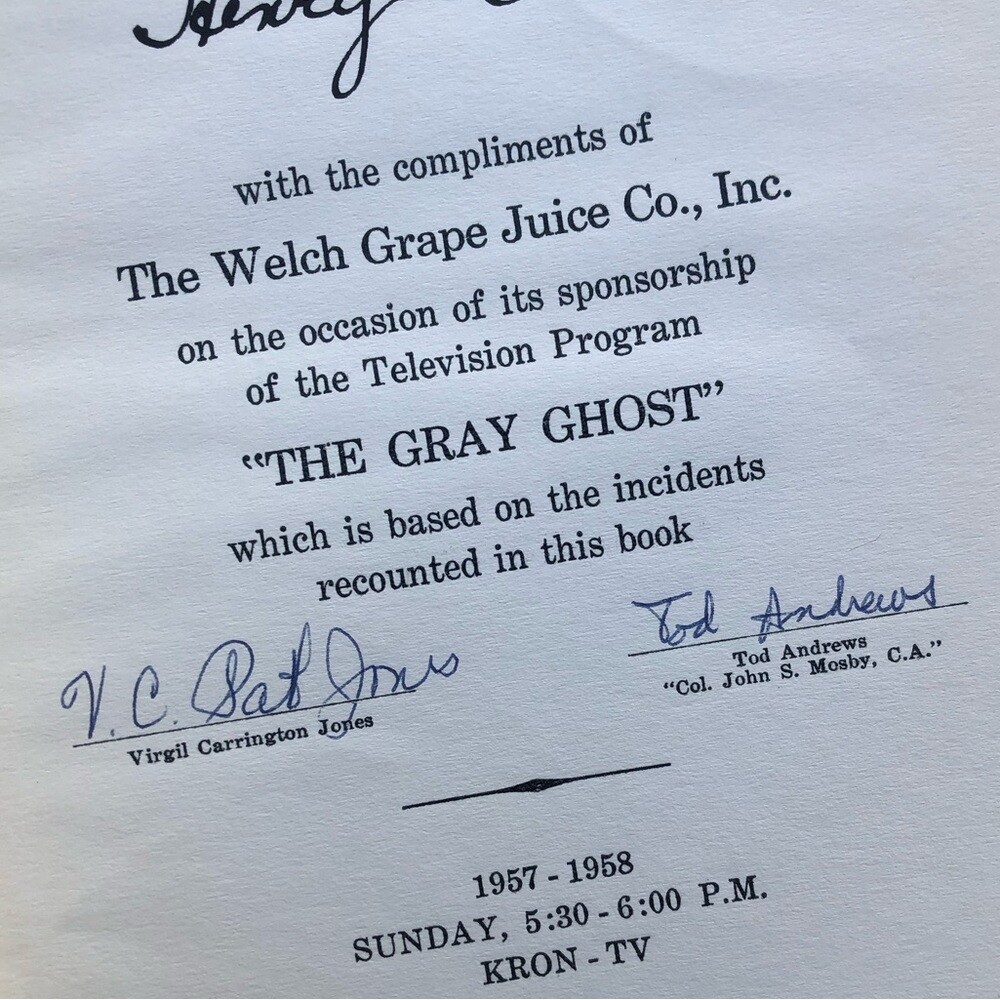 Henry
with the compliments of
The Welch Grape Juice Co., Inc.
on the occasion of its sponsorship
of the Television Program
“THE GRAY GHOST”
which is based on the incidents
recounted in this book
V. C. Pat Jones
Virgil Carrington Jones
Tod Andrews
Tod Andrews
“Col. John S. Mosby, C.A.”
1957 - 1958
SUNDAY, 5:30 - 6:00 P.M.
KRON - TV